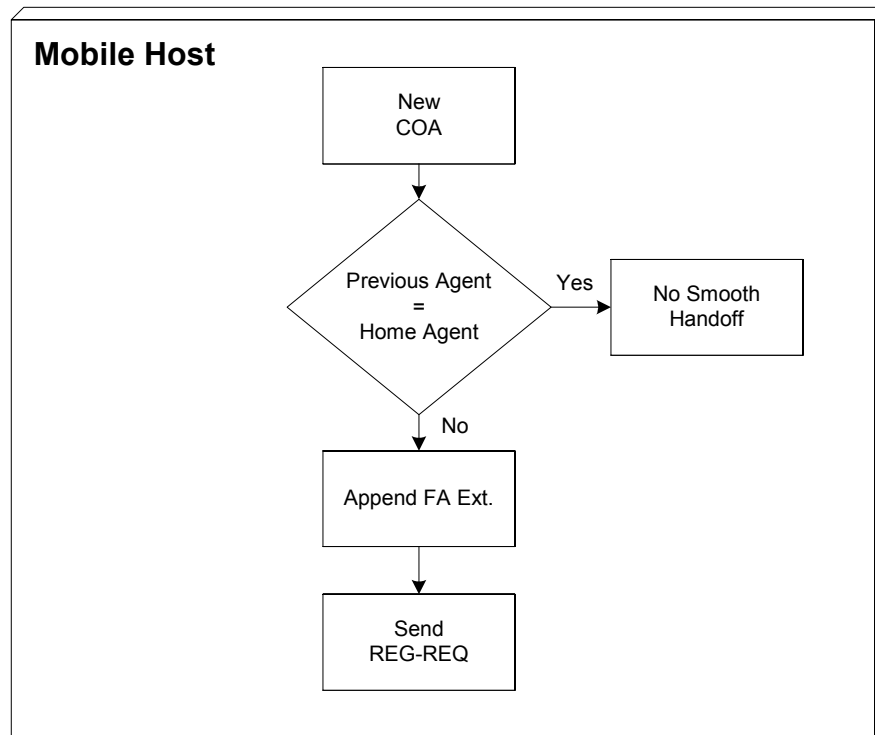 Mobile Host
New
COA
Previous Agent
=
Home Agent
Yes
No Smooth
Handoff
No
Append FA Ext.
Send
REG-REQ